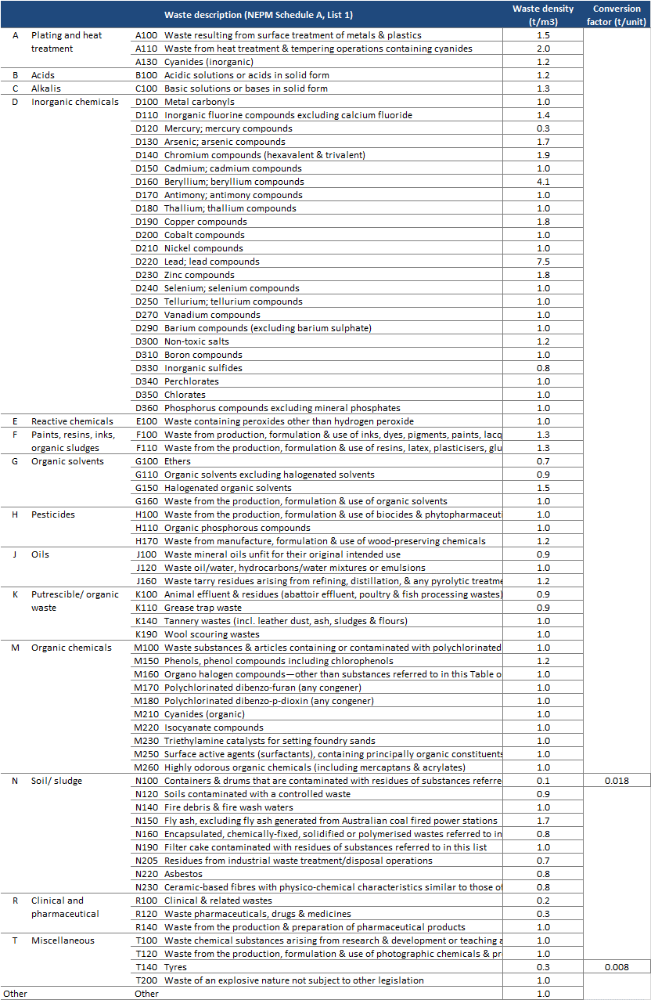 Waste description (NEPM Schedule A, List 1) Waste density (t/m3) Conversion factor (t/unit)
A Plating and heat treatment A100 Waste resulting from surface treatment of metals & plastics 1.5
A110 Waste from heat treatment & tempering operations containing cyanides 2.0
A130 Cyanides (inorganic) 1.2
B Acids B100 Acidic solutions or acids in solid form 1.2
C Alkalis C100 Basic solutions or bases in solid form 1.3
D Inorganic chemicals D100 Metal carbonyls 1.0
D110 Inorganic fluorine compounds excluding calcium fluoride 1.4
D120 Mercury; mercury compounds 0.3
D130 Arsenic; arsenic compounds 1.7
D140 Chromium compounds (hexavalent & trivalent) 1.9
D150 Cadmium; cadmium compounds 1.0
D160 Beryllium; beryllium compounds 4.1
D170 Antimony; antimony compounds 1.0
D180 Thallium; thallium compounds 1.0
D190 Copper compounds 1.8
D200 Cobalt compounds 1.0
D210 Nickel compounds 1.0
D220 Lead; lead compounds 7.5
D230 Zinc compounds 1.8
D240 Selenium; selenium compounds 1.0
D250 Tellurium; tellurium compounds 1.0
D270 Vanadium compounds 1.0
D290 Barium compounds (excluding barium sulphate) 1.0
D300 Non-toxic salts 1.2
D310 Boron compounds 1.0
D330 Inorganic sulfides 0.8
D340 Perchlorates 1.0
D350 Chlorates 1.0
D360 Phosphorus compounds excluding mineral phosphates 1.0
E Reactive chemicals E100 Waste containing peroxides other than hydrogen peroxide 1.0
F Paints, resins, inks, organic sludges F100 Waste from production, formulation & use of inks, dyes, pigments, paints, lacq 1.3
F110 Waste from the production, formulation & use of resins, latex, plasticisers, glu 1.3
G Organic solvents G100 Ethers 0.7
G110 Organic solvents excluding halogenated solvents 0.9
G150 Halogenated organic solvents 1.5
G160 Waste from the production, formulation & use of organic solvents 1.0
H Pesticides H100 Waste from the production, formulation & use of biocides & phytopharmaceuti 1.0
H110 Organic phosphorous compounds 1.0
H170 Waste from manufacture, formulation & use of wood-preserving chemicals 1.2
J Oils J100 Waste mineral oils unfit for their original intended use 0.9
J120 Waste oil/water, hydrocarbons/water mixtures or emulsions 1.0
J160 Waste tarry residues arising from refining, distillation, & any pyrolytic treatme 1.2
K Putrescible/ organic waste K100 Animal effluent & residues (abattoir effluent, poultry & fish processing wastes) 0.9
K110 Grease trap waste 0.9
K140 Tannery wastes (incl. leather dust, ash, sludges & flours) 1.0
K190 Wool scouring wastes 1.0
M Organic chemicals M100 Waste substances & articles containing or contaminated with polychlorinated 1.0
M150 Phenols, phenol compounds including chlorophenols 1.2
M160 Organo halogen compounds—other than substances referred to in this Table o 1.0
M170 Polychlorinated dibenzo-furan (any congener) 1.0
M180 Polychlorinated dibenzo-p-dioxin (any congener) 1.0
M210 Cyanides (organic) 1.0
M220 Isocyanate compounds 1.0
M230 Triethylamine catalysts for setting foundry sands 1.0
M250 Surface active agents (surfactants), containing principally organic constituents 1.0
M260 Highly odorous organic chemicals (including mercaptans & acrylates) 1.0
N Soil/ sludge N100 Containers & drums that are contaminated with residues of substances referre 0.1 0.018
N120 Soils contaminated with a controlled waste 0.9
N140 Fire debris & fire wash waters 1.0
N150 Fly ash, excluding fly ash generated from Australian coal fired power stations 1.7
N160 Encapsulated, chemically-fixed, solidified or polymerised wastes referred to in 0.8
N190 Filter cake contaminated with residues of substances referred to in this list 1.0
N205 Residues from industrial waste treatment/disposal operations 0.7
N220 Asbestos 0.8
N230 Ceramic-based fibres with physico-chemical characteristics similar to those of 0.8
R Clinical and pharmaceutical R100 Clinical & related wastes 0.2
R120 Waste pharmaceuticals, drugs & medicines 0.3
R140 Waste from the production & preparation of pharmaceutical products 1.0
T Miscellaneous T100 Waste chemical substances arising from research & development or teaching a 1.0
T120 Waste from the production, formulation & use of photographic chemicals & pr 1.0
T140 Tyres 0.3 0.008
T200 Waste of an explosive nature not subject to other legislation 1.0
Other Other 1.0